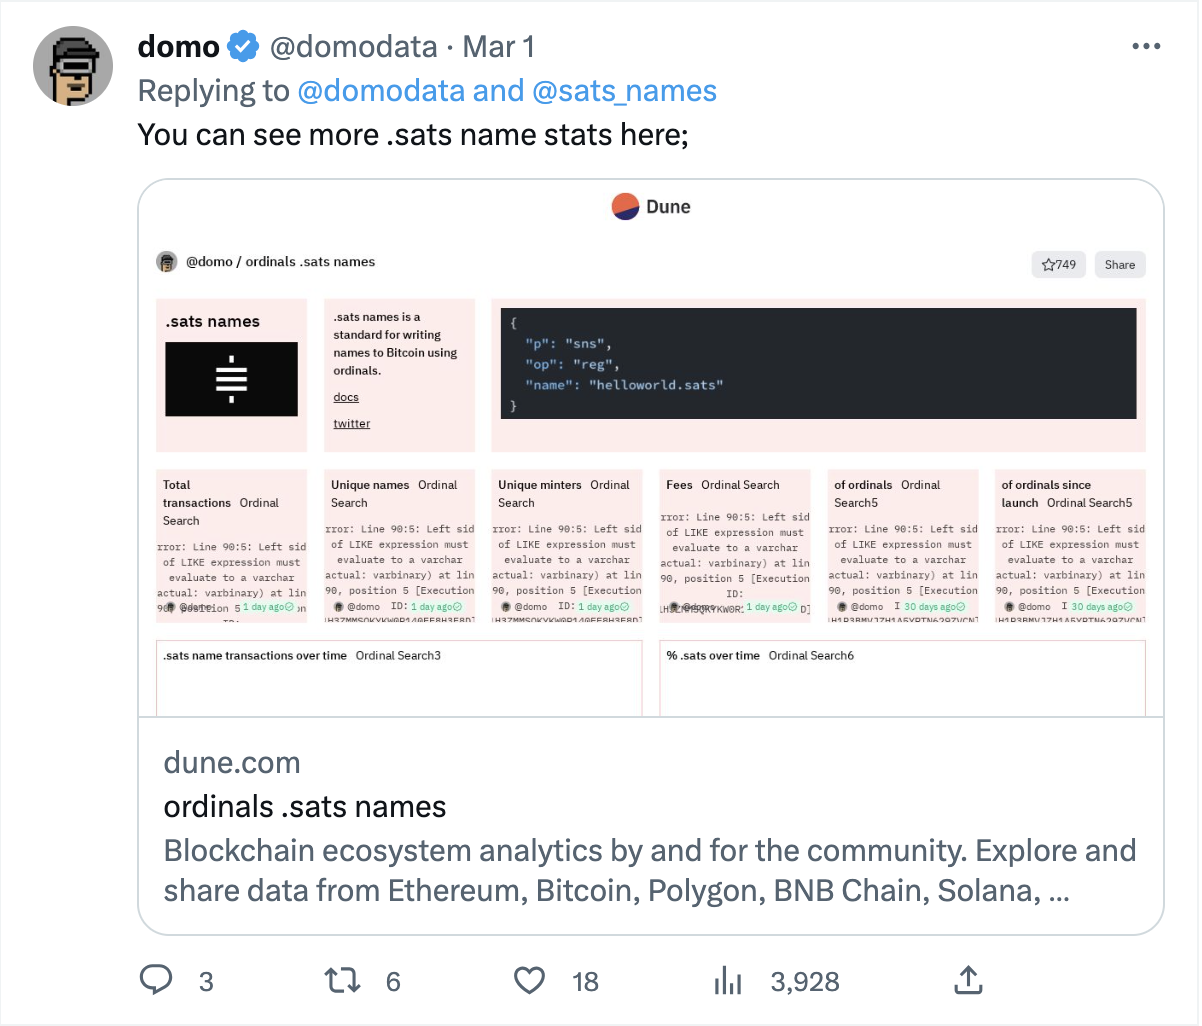 domo @domodata · Mar 1
Replying to @domodata and @sats_names
You can see more .sats name stats here;
Dune
@domo / ordinals .sats names
749
Share
.sats names
.sats names is a
standard for writing
names to Bitcoin using
ordinals.
docs
twitter
{
"p": "sns",
"op": "reg",
"name": "helloworld.sats"
}
Total
transactions Ordinal
Search
rror: Line 90:5: Left sid
of LIKE expression must
evaluate to a varchar
actual: varbinary) at lin
90, position 5
@domo
1 day ago
Unique names Ordinal
Search
rror: Line 90:5: Left sid
of LIKE expression must
evaluate to a varchar
actual: varbinary) at lin
90, position 5 [Execution
@domo ID: 1 day ago
Unique minters Ordinal
Search
rror: Line 90:5: Left sid
of LIKE expression must
evaluate to a varchar
actual: varbinary) at lin
90, position 5 [Execution
@domo ID: 1 day ago
Fees Ordinal Search
rror: Line 90:5: Left sid
of LIKE expression must
evaluate to a varchar
actual: varbinary) at lin
90, position 5 [Execution
ID:
@domo 1 day ago
of ordinals Ordinal
Search5
rror: Line 90:5: Left sid
of LIKE expression must
evaluate to a varchar
actual: varbinary) at lin
90, position 5 [Execution
@domo I 30 days ago
of ordinals since
launch Ordinal Search5
rror: Line 90:5: Left sid
of LIKE expression must
evaluate to a varchar
actual: varbinary) at lin
90, position 5 [Execution
@domo I 30 days ago
.sats name transactions over time Ordinal Search3
% .sats over time Ordinal Search6
dune.com
ordinals .sats names
Blockchain ecosystem analytics by and for the community. Explore and
share data from Ethereum, Bitcoin, Polygon, BNB Chain, Solana, ...
3 6 18 3,928